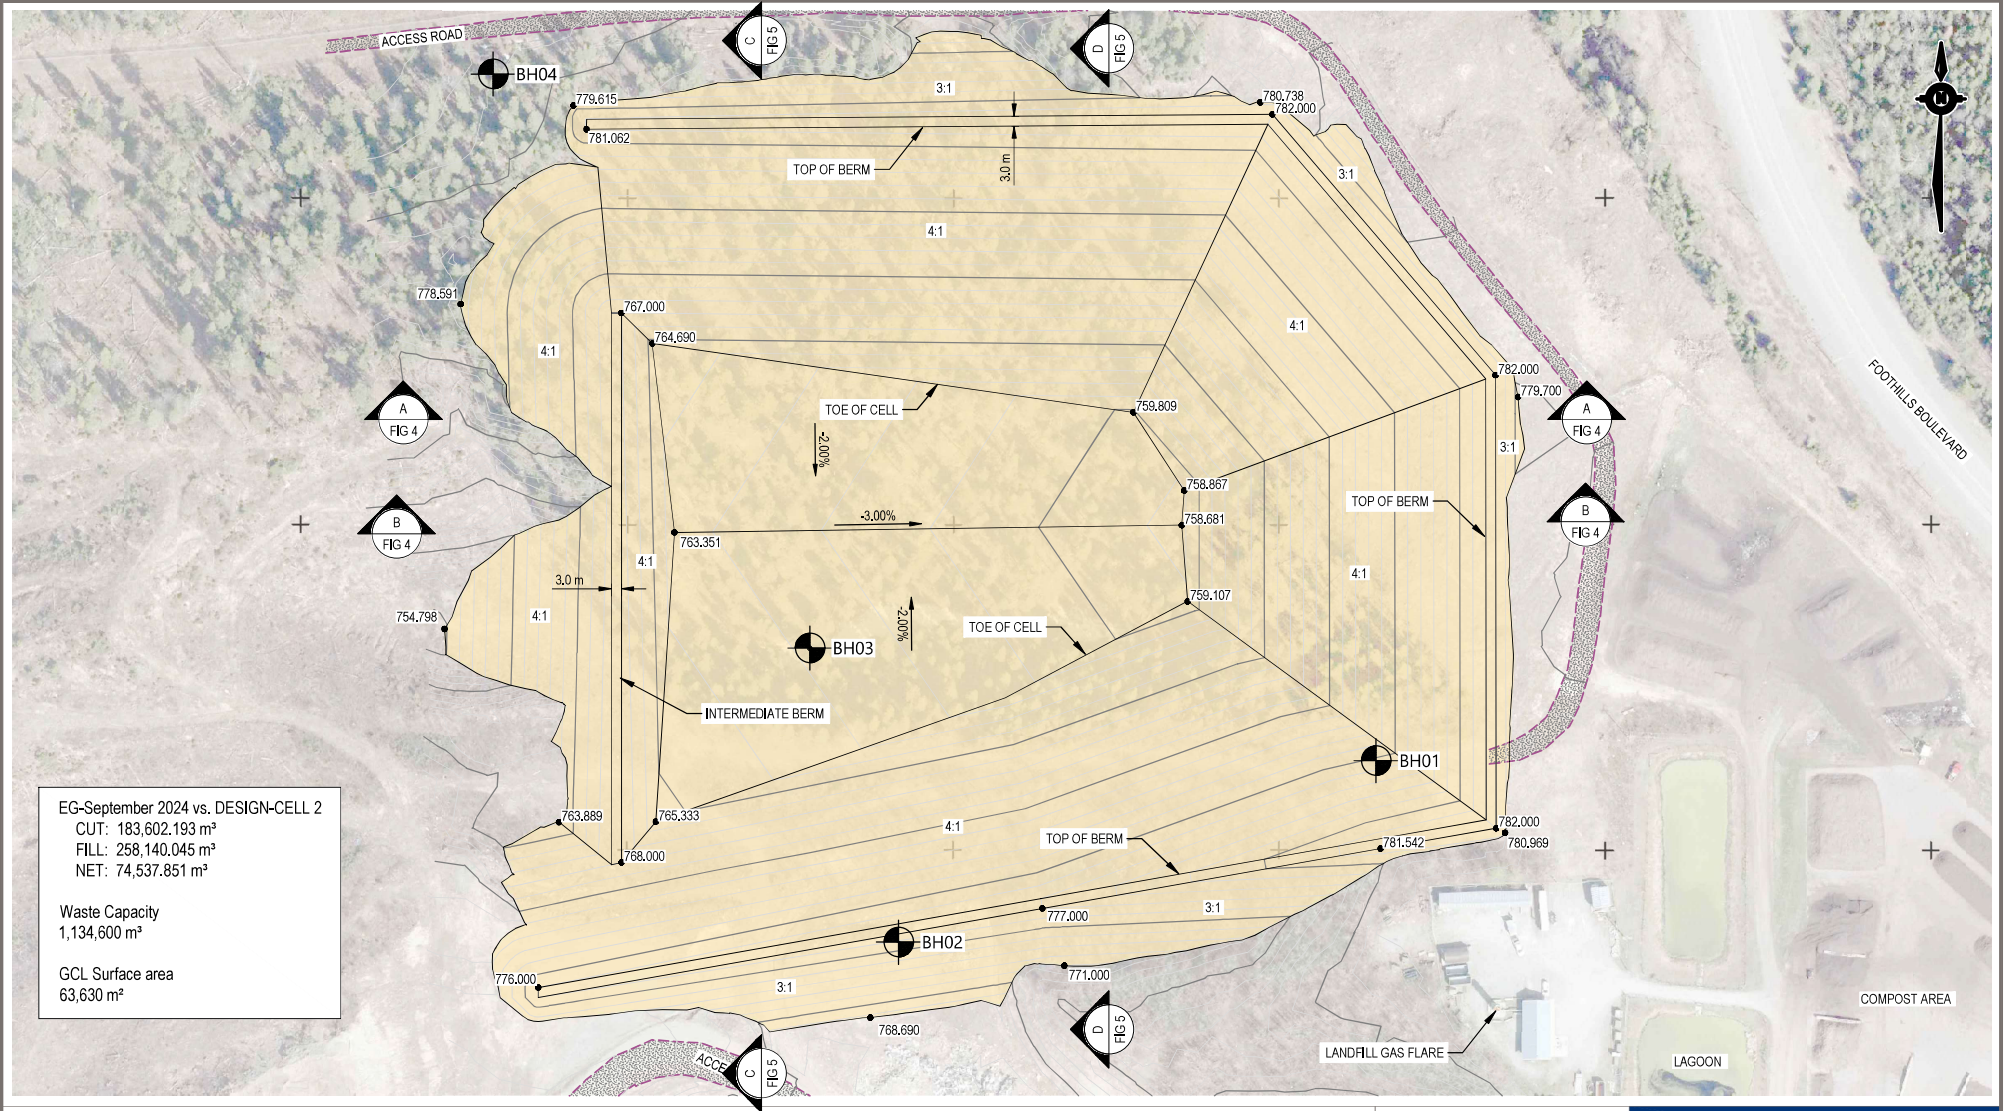 ACCESS ROAD
BH04
C
FIG 5
D
FIG 5
779.615
3:1
780.738
782.000
781.062
TOP OF BERM
3.0 m
3:1
4:1
778.591
767.000
4:1
764.690
4:1
FOOTHILLS BOULEVARD
782.000
779.700
A
FIG 4
TOE OF CELL
759.809
A
FIG 4
-2.00%
3:1
758.867
TOP OF BERM
B
FIG 4
-3.00%
758.681
B
FIG 4
763.351
4:1
4:1
3.0 m
759.107
754.798
4:1
-2.00%
TOE OF CELL
BH03
INTERMEDIATE BERM
BH01
EG-September 2024 vs. DESIGN-CELL 2
CUT: 183,602.193 m³
FILL: 258,140.045 m³
NET: 74,537.851 m³
Waste Capacity
1,134,600 m³
GCL Surface area
63,630 m²
763.889
765.333
4:1
TOP OF BERM
782.000
781.542
780.969
768.000
777.000
3:1
BH02
776.000
771.000
3:1
COMPOST AREA
768.690
D
FIG 5
LANDFILL GAS FLARE
LAGOON
ACCE
C
FIG 5